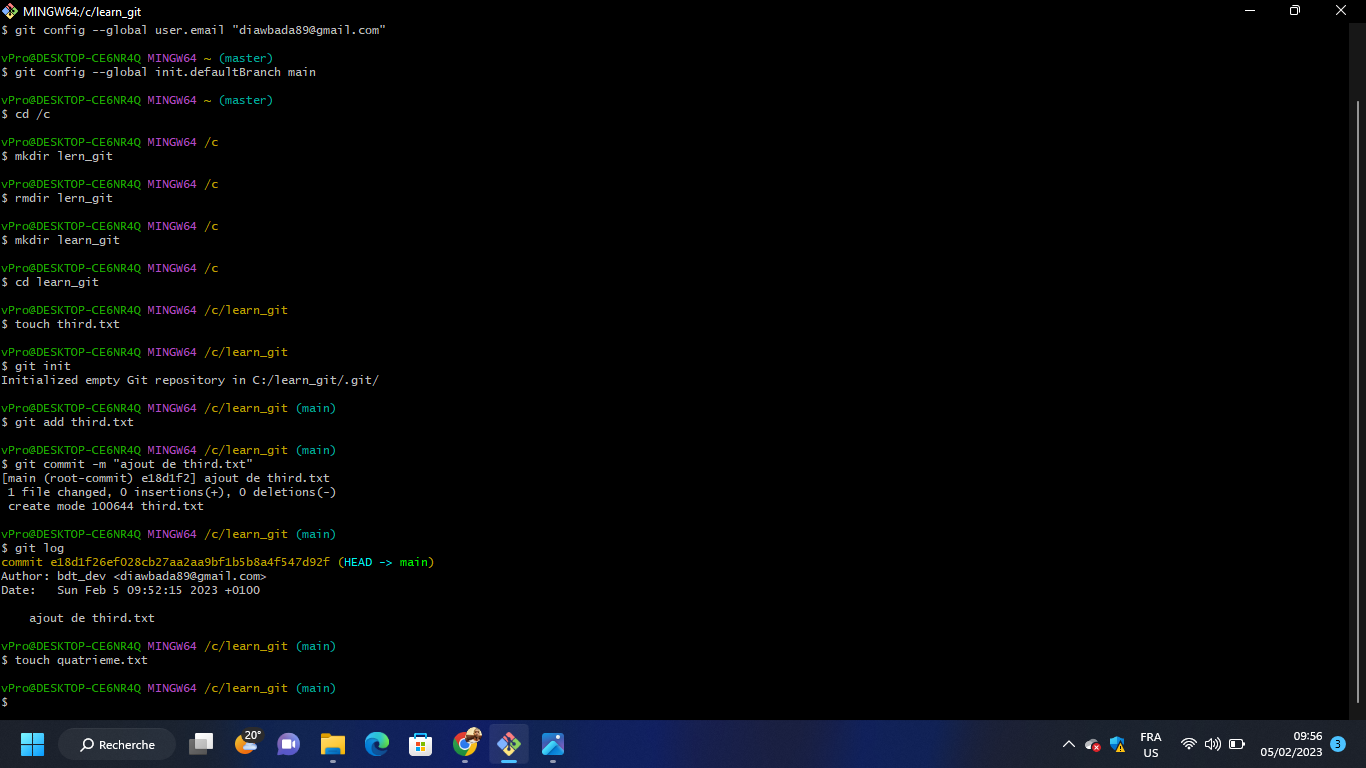 MINGW64:/c/learn_git
$ git config --global user.email "diawbada89@gmail.com"
vPro@DESKTOP-CE6NR4Q MINGW64 ~ (master)
$ git config --global init.defaultBranch main
vPro@DESKTOP-CE6NR4Q MINGW64 ~ (master)
$ cd /c
vPro@DESKTOP-CE6NR4Q MINGW64 /c
$ mkdir lern_git
vPro@DESKTOP-CE6NR4Q MINGW64 /c
$ rmdir lern_git
vPro@DESKTOP-CE6NR4Q MINGW64 /c
$ mkdir learn_git
vPro@DESKTOP-CE6NR4Q MINGW64 /c
$ cd learn_git
vPro@DESKTOP-CE6NR4Q MINGW64 /c/learn_git
$ touch third.txt
vPro@DESKTOP-CE6NR4Q MINGW64 /c/learn_git
$ git init
Initialized empty Git repository in C:/learn_git/.git/
vPro@DESKTOP-CE6NR4Q MINGW64 /c/learn_git (main)
$ git add third.txt
vPro@DESKTOP-CE6NR4Q MINGW64 /c/learn_git (main)
$ git commit -m "ajout de third.txt"
[main (root-commit) e18d1f2] ajout de third.txt
 1 file changed, 0 insertions(+), 0 deletions(-)
 create mode 100644 third.txt
vPro@DESKTOP-CE6NR4Q MINGW64 /c/learn_git (main)
$ git log
commit e18d1f26ef028cb27aa2aa9bf1b5b8a4f547d92f (HEAD -> main)
Author: bdt_dev <diawbada89@gmail.com>
Date:   Sun Feb 5 09:52:15 2023 +0100
    ajout de third.txt
vPro@DESKTOP-CE6NR4Q MINGW64 /c/learn_git (main)
$ touch quatrieme.txt
vPro@DESKTOP-CE6NR4Q MINGW64 /c/learn_git (main)
$
Recherche
20°
FRA
US
09:56
05/02/2023
3